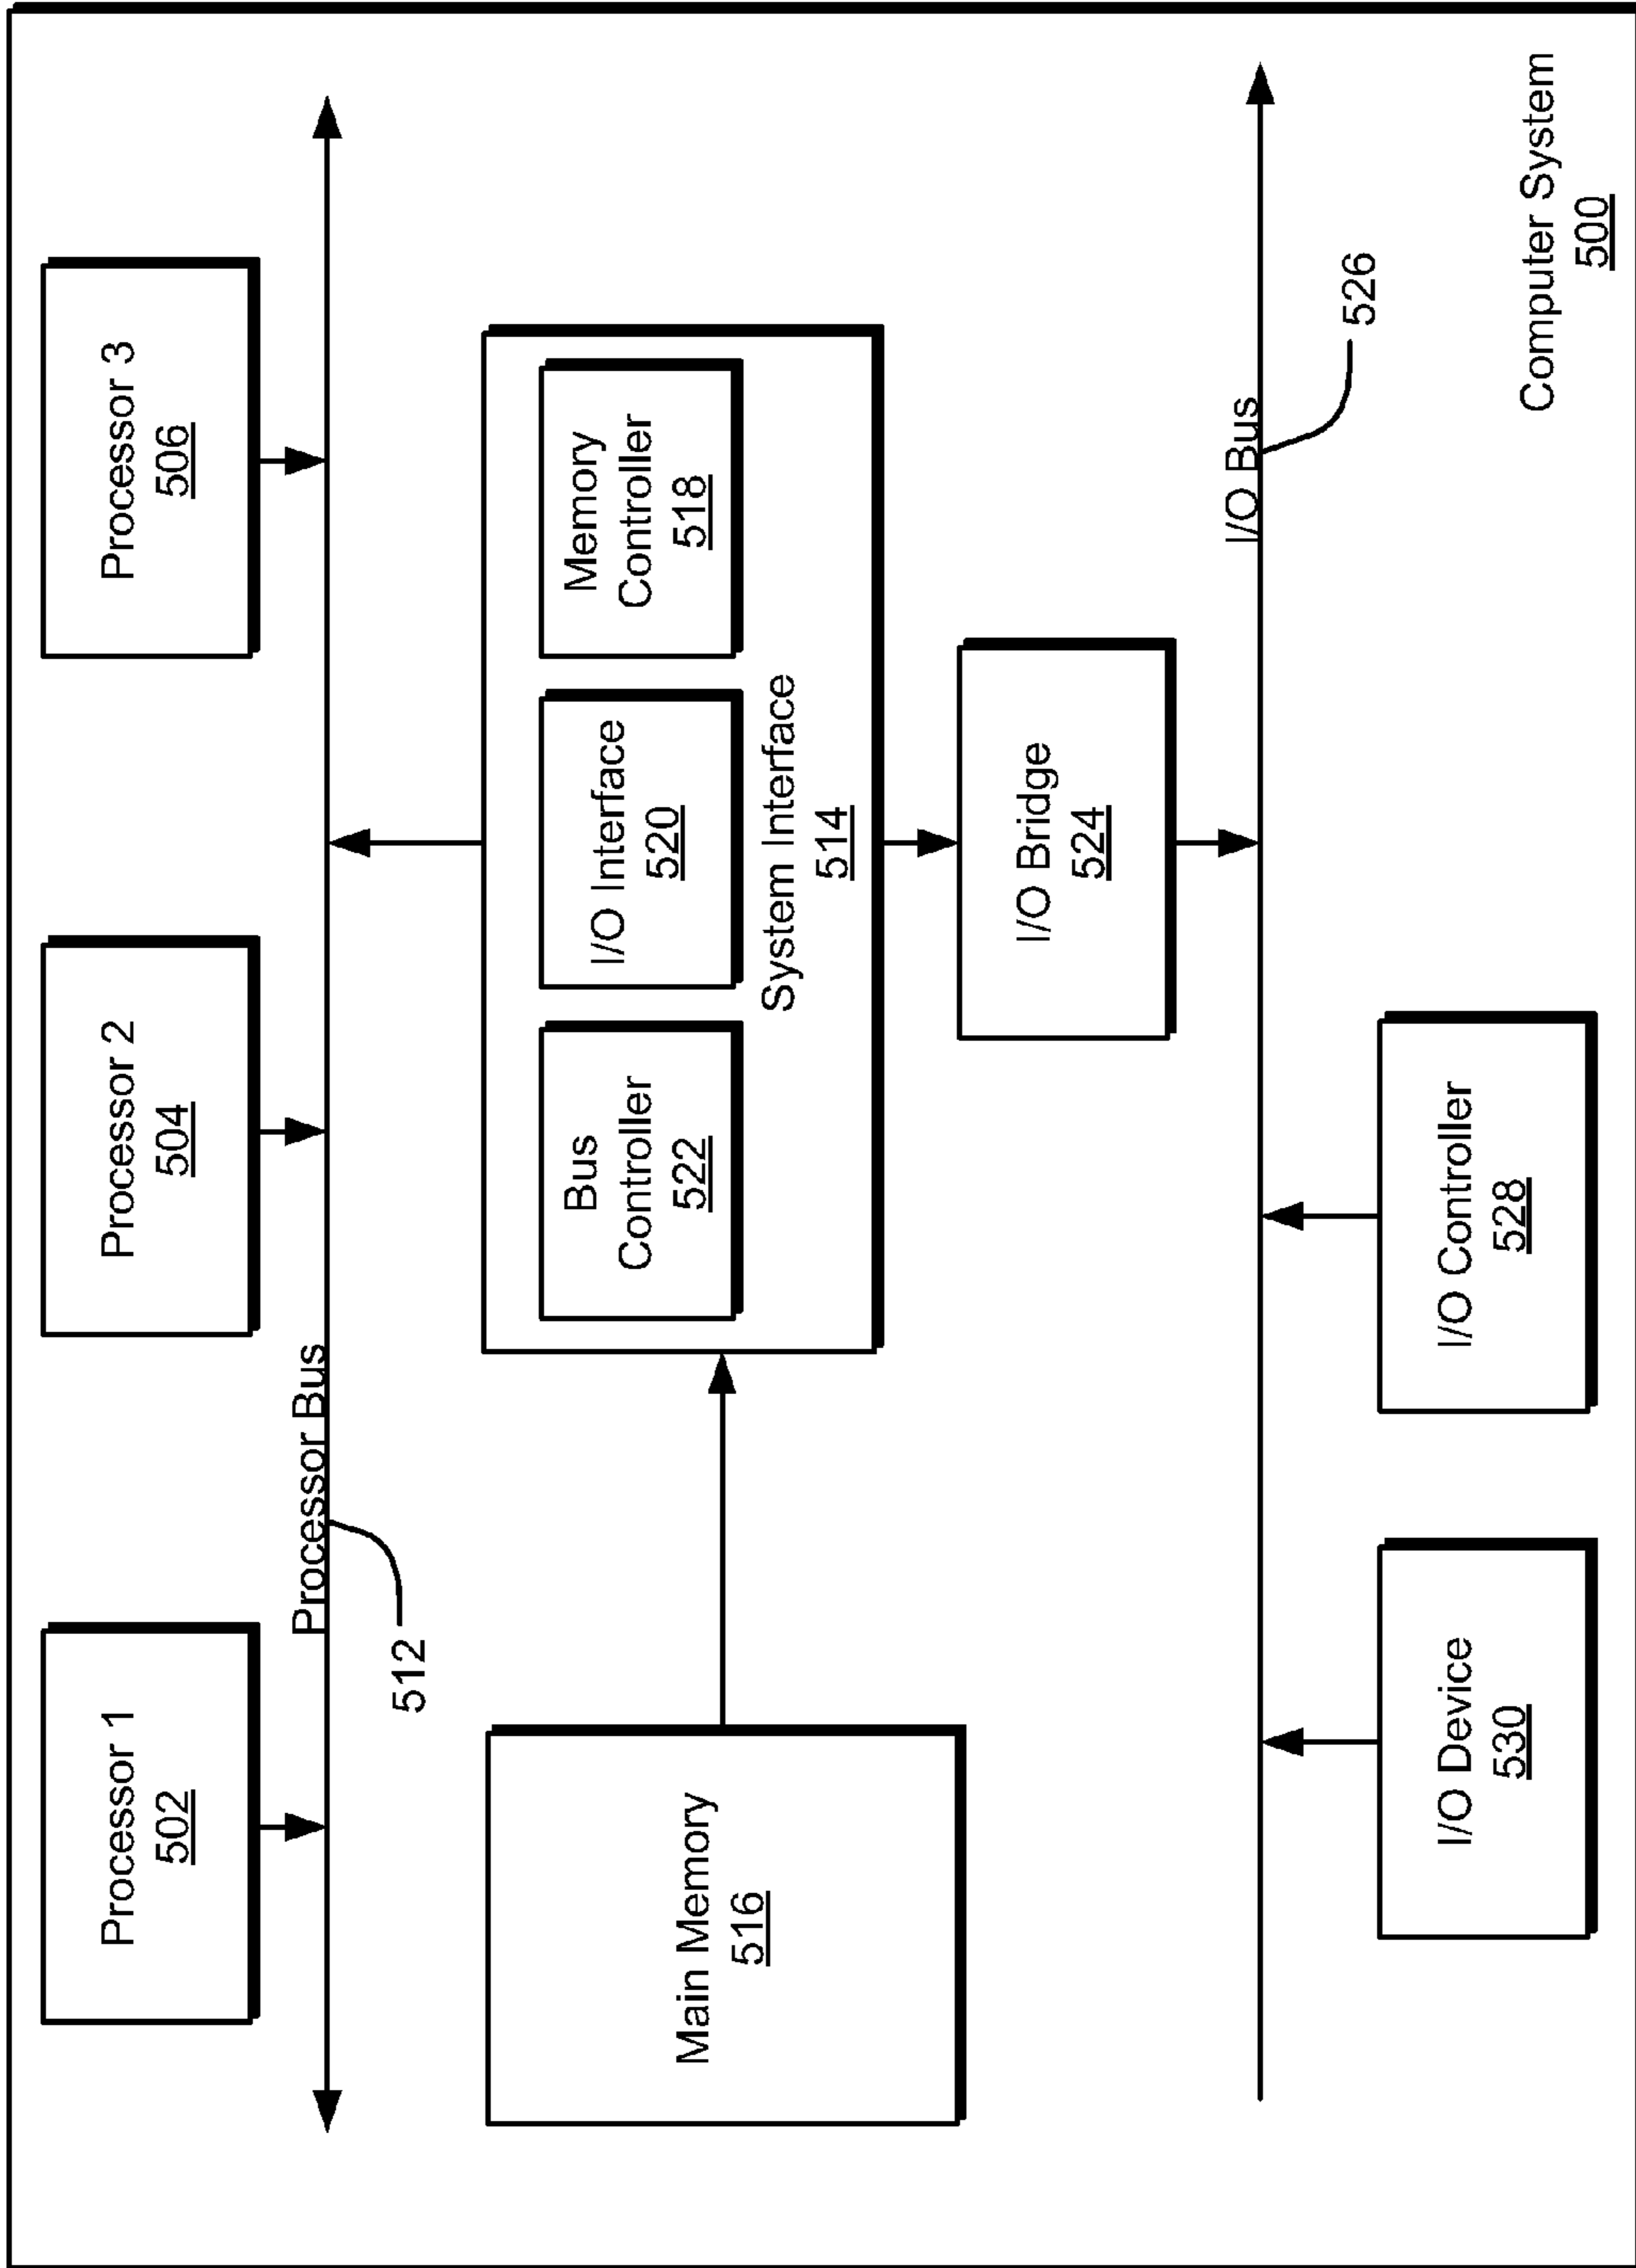 Processor 1
502
Processor 2
504
Processor 3
506
Processor Bus
512
Main Memory
516
Bus
Controller
522
I/O Interface
520
Memory
Controller
518
System Interface
514
I/O Bridge
524
I/O Bus
526
I/O Device
530
I/O Controller
528
Computer System
500